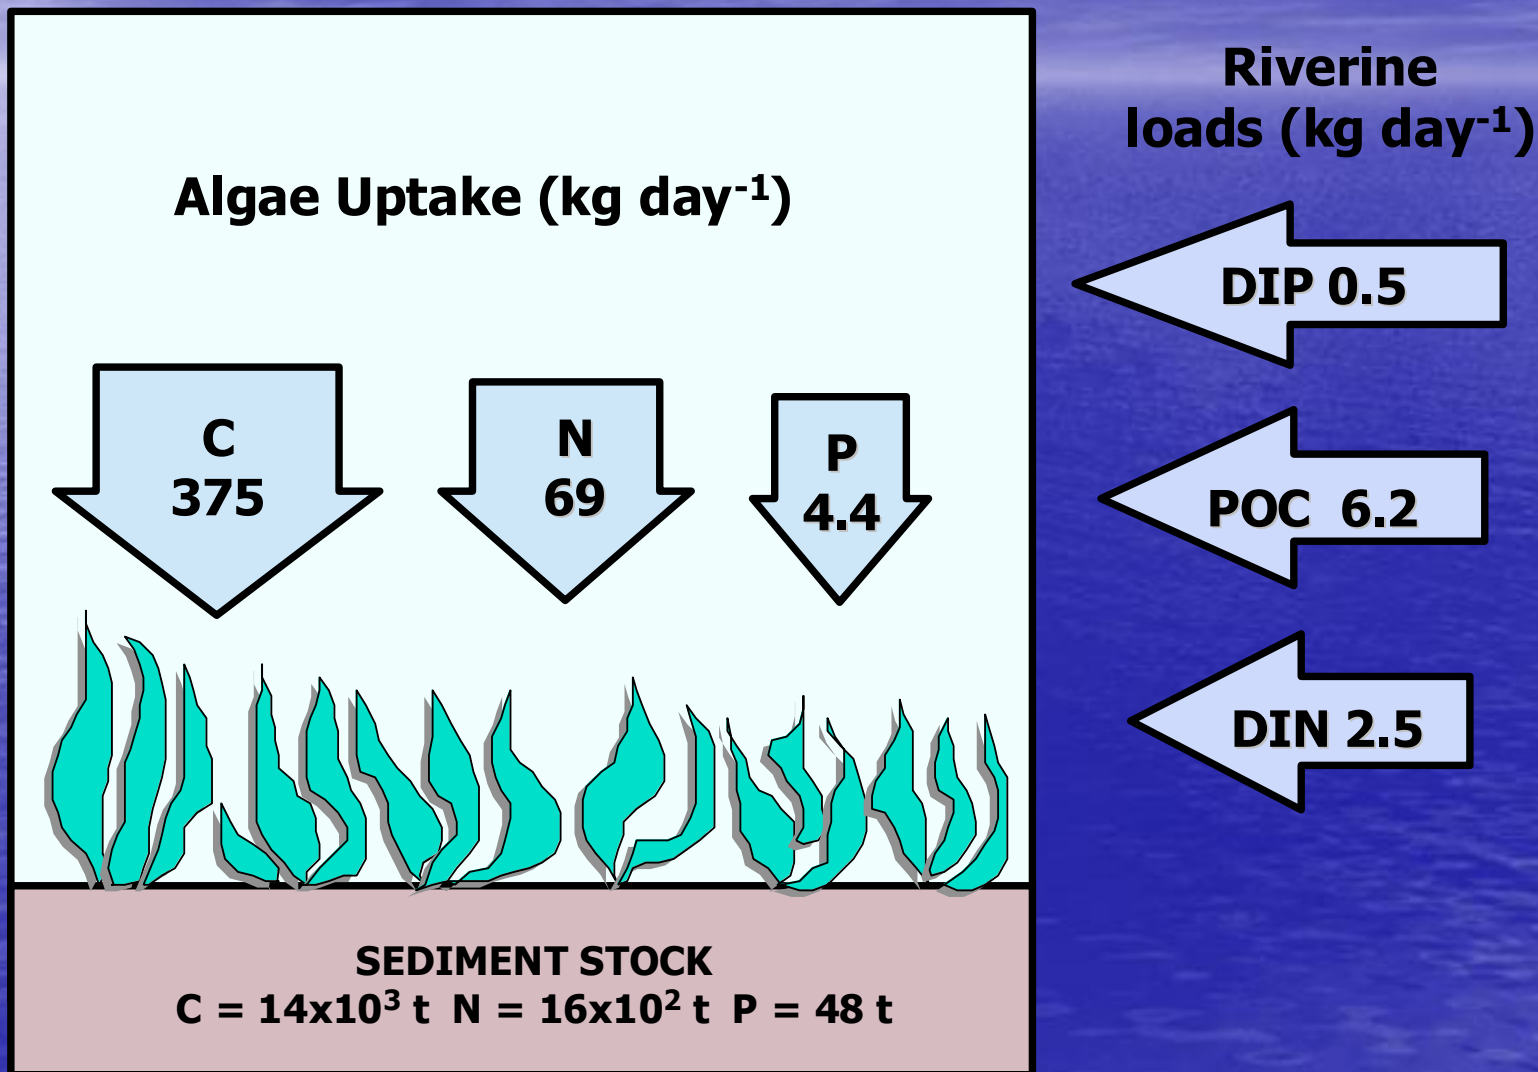 Riverine
loads (kg day⁻¹)
Algae Uptake (kg day⁻¹)
DIP 0.5
C
375
N
69
P
4.4
POC 6.2
DIN 2.5
SEDIMENT STOCK
C = 14x10³ t N = 16x10² t P = 48 t